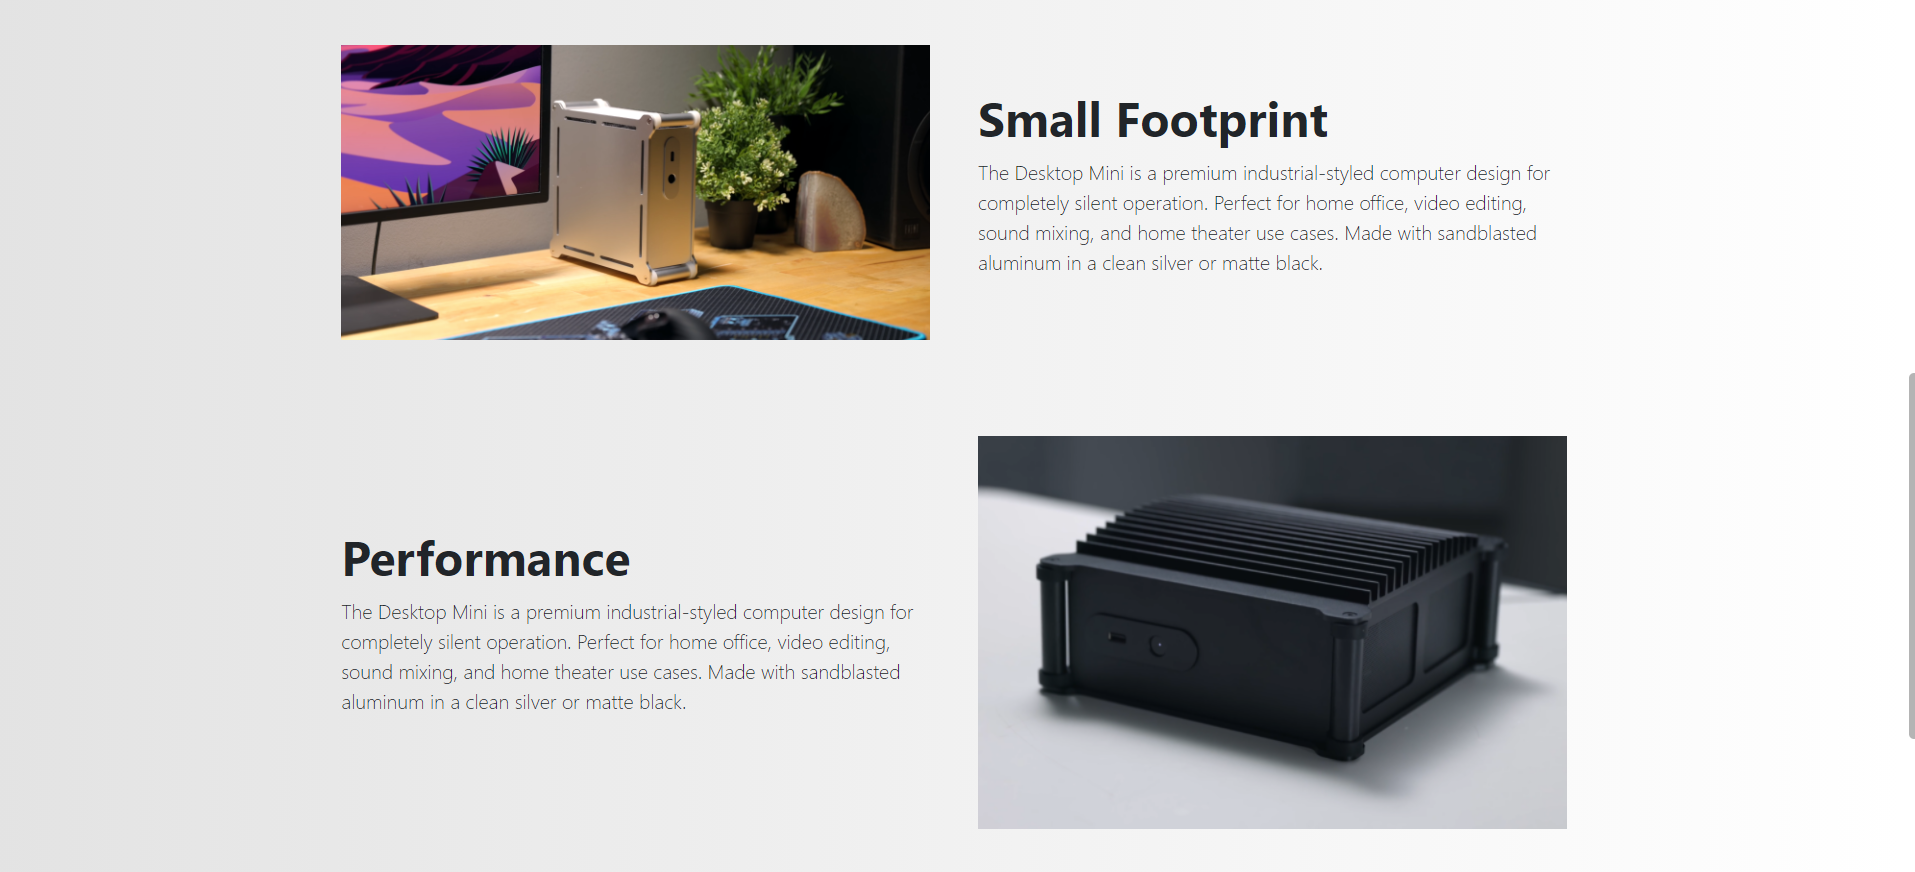 Small Footprint
The Desktop Mini is a premium industrial-styled computer design for
completely silent operation. Perfect for home office, video editing,
sound mixing, and home theater use cases. Made with sandblasted
aluminum in a clean silver or matte black.
Performance
The Desktop Mini is a premium industrial-styled computer design for
completely silent operation. Perfect for home office, video editing,
sound mixing, and home theater use cases. Made with sandblasted
aluminum in a clean silver or matte black.